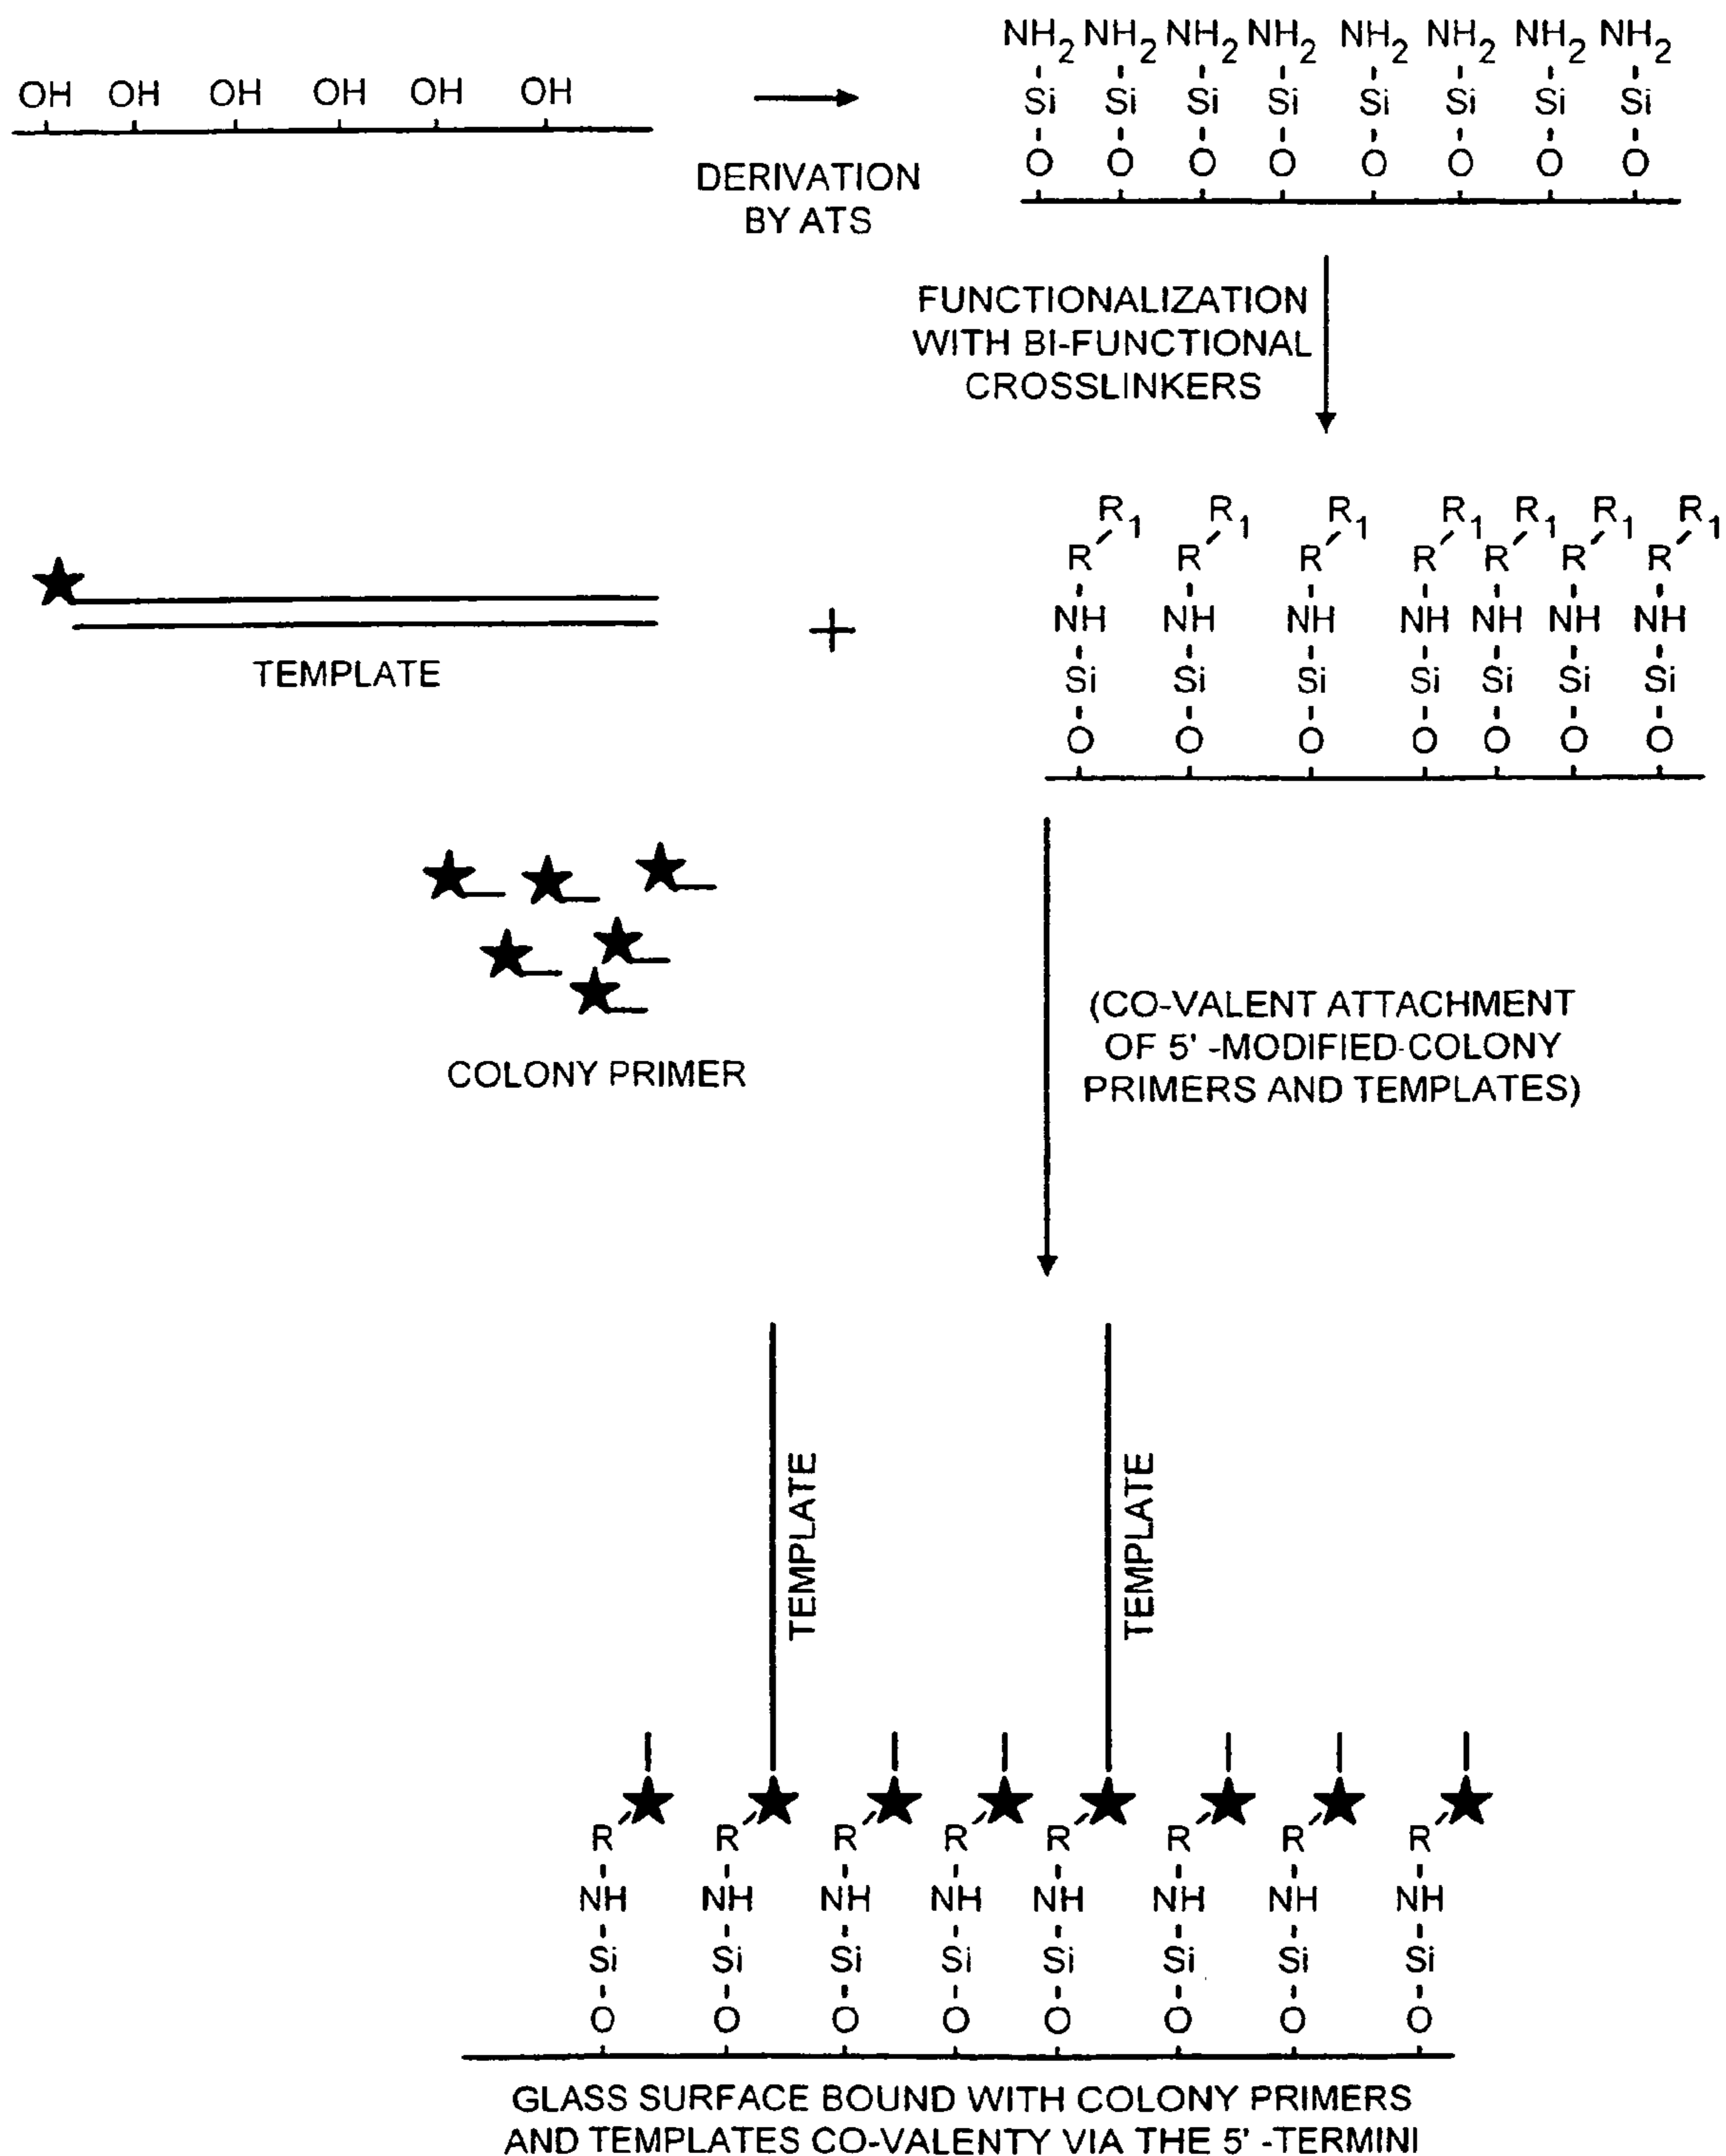 NH2 NH2 NH2 NH2 NH2 NH2 NH2 NH2
OH OH OH OH OH OH
Si Si Si Si Si Si Si Si
O O O O O O O O
DERIVATION
BY ATS
FUNCTIONALIZATION
WITH BI-FUNCTIONAL
CROSSLINKERS
R1 R1 R1 R1 R1 R1 R1
R R R R R R R
NH NH NH NH NH NH NH
Si Si Si Si Si Si Si
O O O O O O O
+
TEMPLATE
COLONY PRIMER
(CO-VALENT ATTACHMENT
OF 5' -MODIFIED-COLONY
PRIMERS AND TEMPLATES)
TEMPLATE
TEMPLATE
R R R R R R R R
NH NH NH NH NH NH NH NH
Si Si Si Si Si Si Si Si
O O O O O O O O
GLASS SURFACE BOUND WITH COLONY PRIMERS
AND TEMPLATES CO-VALENTY VIA THE 5' -TERMINI